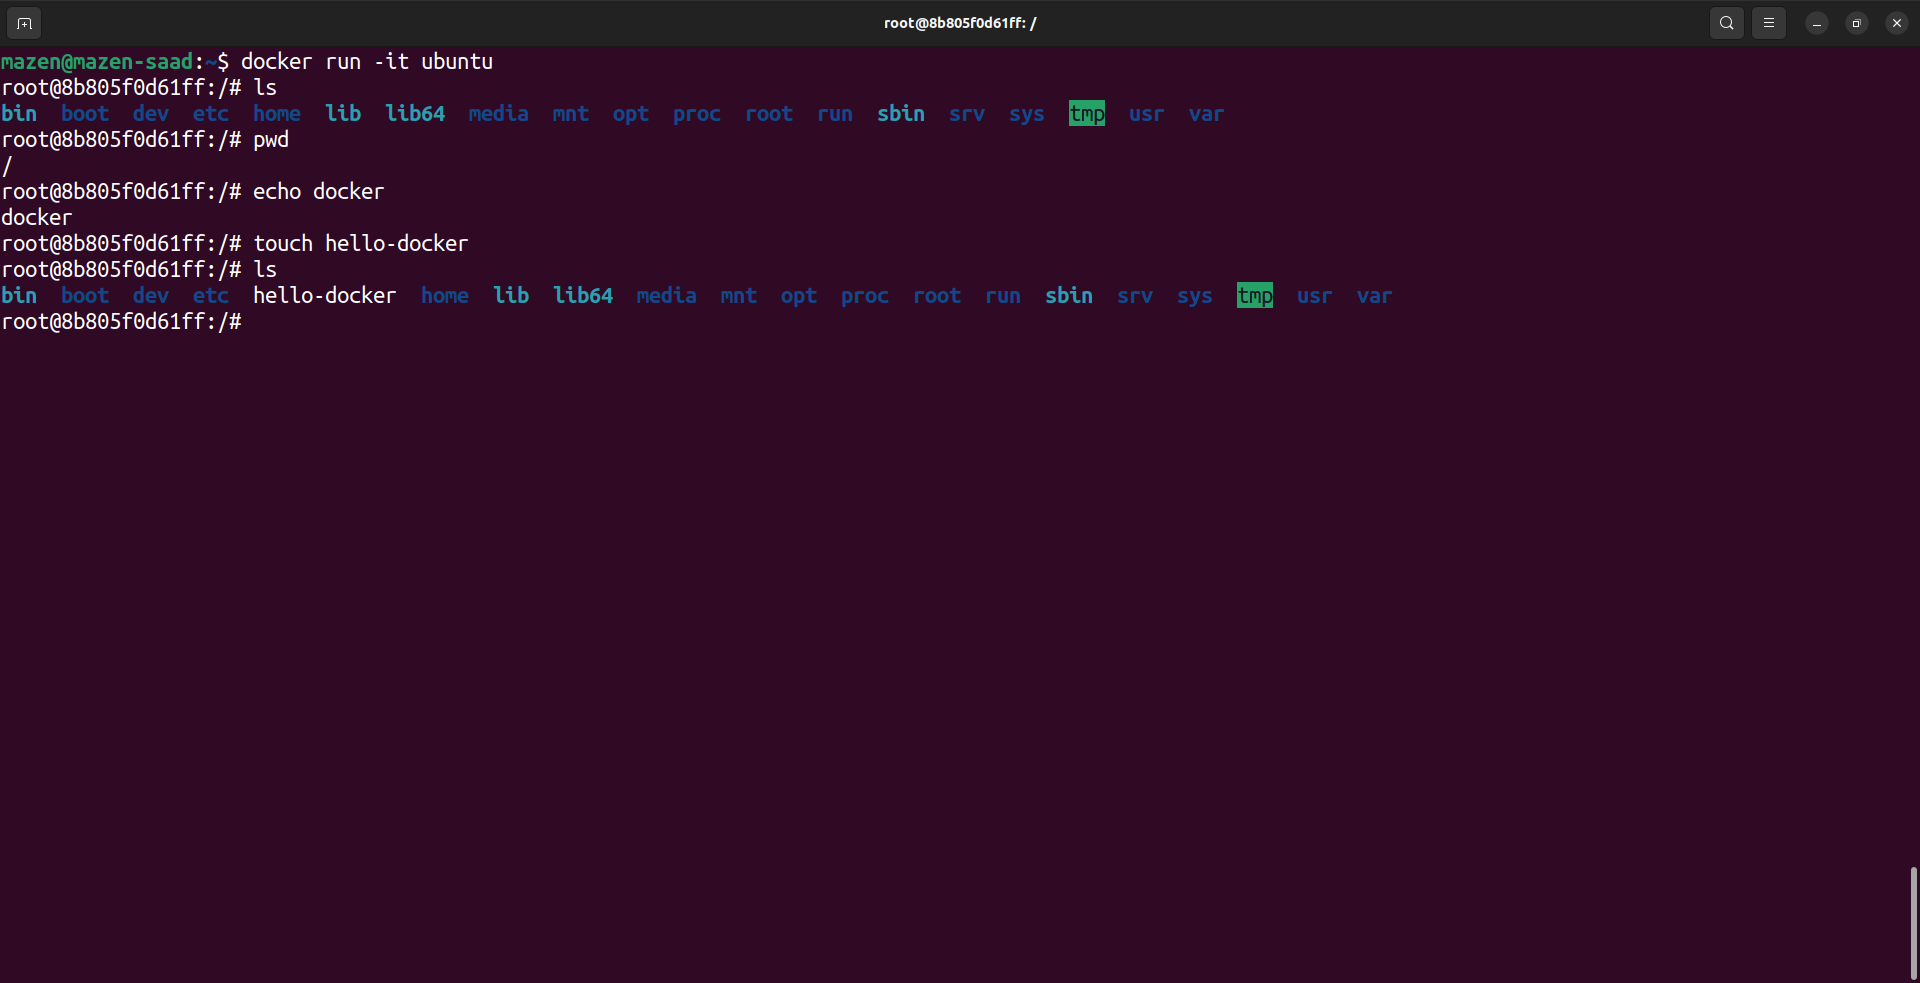 root@8b805f0d61ff: /
mazen@mazen-saad:~$ docker run -it ubuntu
root@8b805f0d61ff:/# ls
bin  boot  dev  etc  home  lib  lib64  media  mnt  opt  proc  root  run  sbin  srv  sys  tmp  usr  var
root@8b805f0d61ff:/# pwd
/
root@8b805f0d61ff:/# echo docker
docker
root@8b805f0d61ff:/# touch hello-docker
root@8b805f0d61ff:/# ls
bin  boot  dev  etc  hello-docker  home  lib  lib64  media  mnt  opt  proc  root  run  sbin  srv  sys  tmp  usr  var
root@8b805f0d61ff:/#